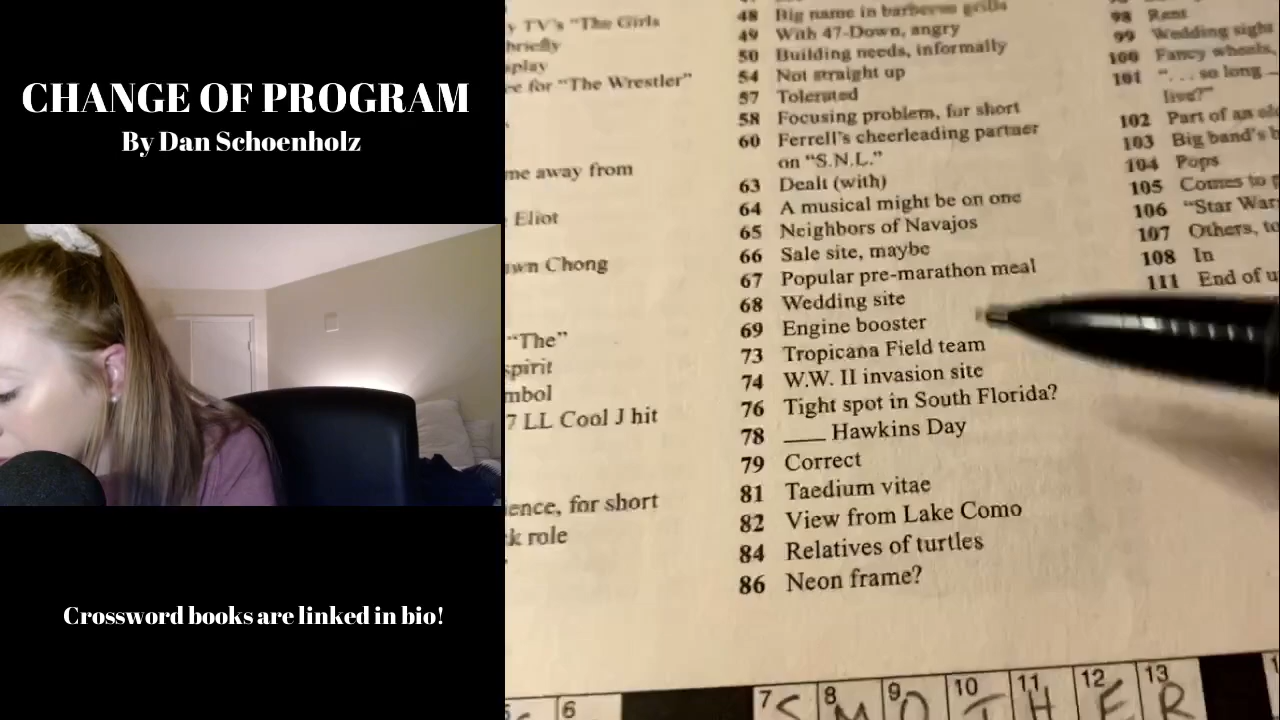 CHANGE OF PROGRAM
By Dan Schoenholz
Crossword books are linked in bio!
y TV's "The Girls
briefly
splay
ce for "The Wrestler"
me away from
Eliot
wn Chong
"The"
spirit
mbol
7 LL Cool J hit
ience, for short
k role
48 Big name in barbecue grills
49 With 47-Down, angry
50 Building needs, informally
54 Not straight up
57 Tolerated
58 Focusing problem, for short
60 Ferrell's cheerleading partner
on "S.N.L."
63 Dealt (with)
64 A musical might be on one
65 Neighbors of Navajos
66 Sale site, maybe
67 Popular pre-marathon meal
68 Wedding site
69 Engine booster
73 Tropicana Field team
74 W.W. II invasion site
76 Tight spot in South Florida?
78 ___ Hawkins Day
79 Correct
81 Taedium vitae
82 View from Lake Como
84 Relatives of turtles
86 Neon frame?
98 Rent
99 Wedding sight
100 Fancy wheels,
101 ". . . so long
live?"
102 Part of an
103 Big band's
104 Pops
105 Comes to
106 "Star War
107 Others, to
108 In
111 End of
6 7 8 9 10 11 12 13
S M O T H E R